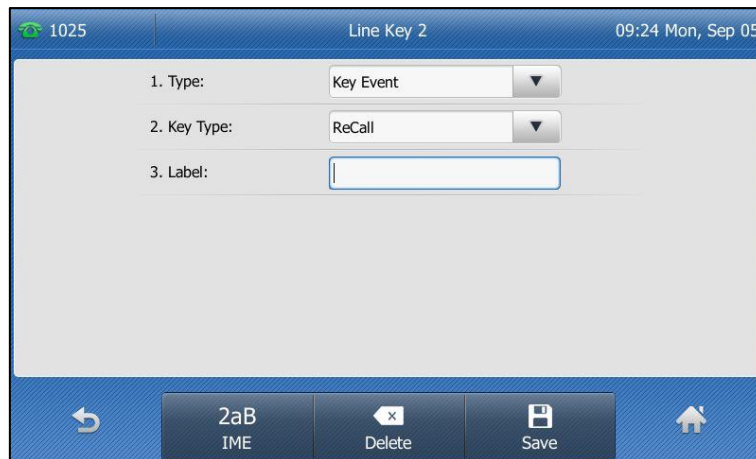 1025 Line Key 2 09:24 Mon, Sep 05
1. Type: Key Event
2. Key Type: ReCall
3. Label:
2aB
IME Delete Save